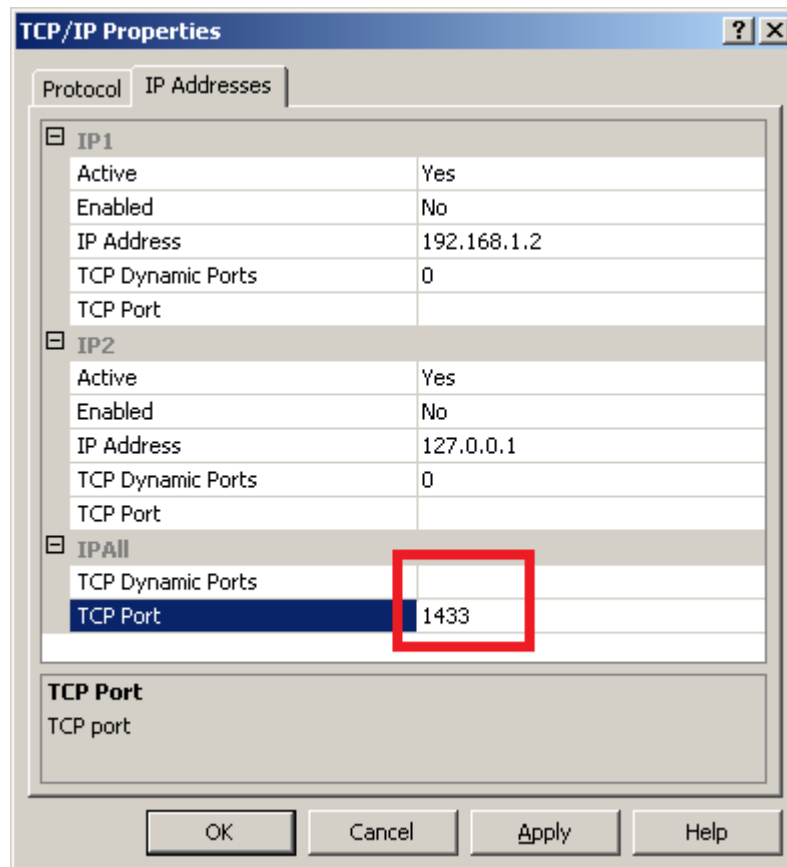 TCP/IP Properties
Protocol IP Addresses
IP1
Active Yes
Enabled No
IP Address 192.168.1.2
TCP Dynamic Ports 0
TCP Port
IP2
Active Yes
Enabled No
IP Address 127.0.0.1
TCP Dynamic Ports 0
TCP Port
IPAll
TCP Dynamic Ports
TCP Port 1433
TCP Port
TCP port
OK Cancel Apply Help